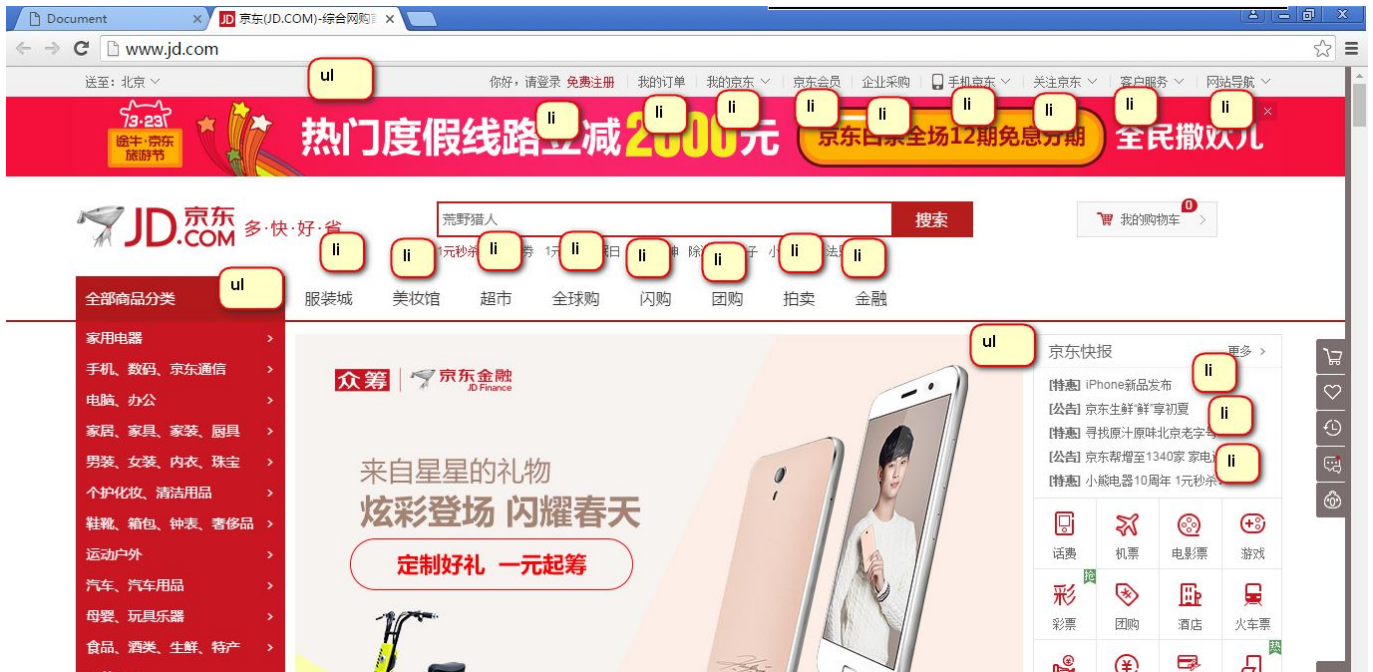 Document
京东(JD.COM)-综合网购
www.jd.com
送至: 北京
ul
你好，请登录 免费注册
我的订单
我的京东
京东会员
企业采购
手机京东
关注京东
客户服务
网站导航
li
li
li
li
li
li
li
li
li
途牛·京东
旅游节
热门度假线路立减2000元
京东白条全场12期免息分期
全民撒欢儿
JD.COM 京东
多·快·好·省
荒野猎人
搜索
0
我的购物车
li
li
li
li
li
li
li
li
1元秒杀
全部商品分类
ul
服装城
美妆馆
超市
全球购
闪购
团购
拍卖
金融
家用电器
手机、数码、京东通信
电脑、办公
家居、家具、家装、厨具
男装、女装、内衣、珠宝
个护化妆、清洁用品
鞋靴、箱包、钟表、奢侈品
运动户外
汽车、汽车用品
母婴、玩具乐器
食品、酒类、生鲜、特产
众筹
京东金融
JD Finance
来自星星的礼物
炫彩登场 闪耀春天
定制好礼 一元起筹
ul
京东快报
更多
li
[特惠] iPhone新品发布
[公告] 京东生鲜“鲜”享初夏
li
[特惠] 寻找原汁原味北京老字号
[公告] 京东帮增至1340家 家电
li
[特惠] 小熊电器10周年 1元秒杀
话费
机票
电影票
游戏
抢
彩
彩票
团购
酒店
火车票
热